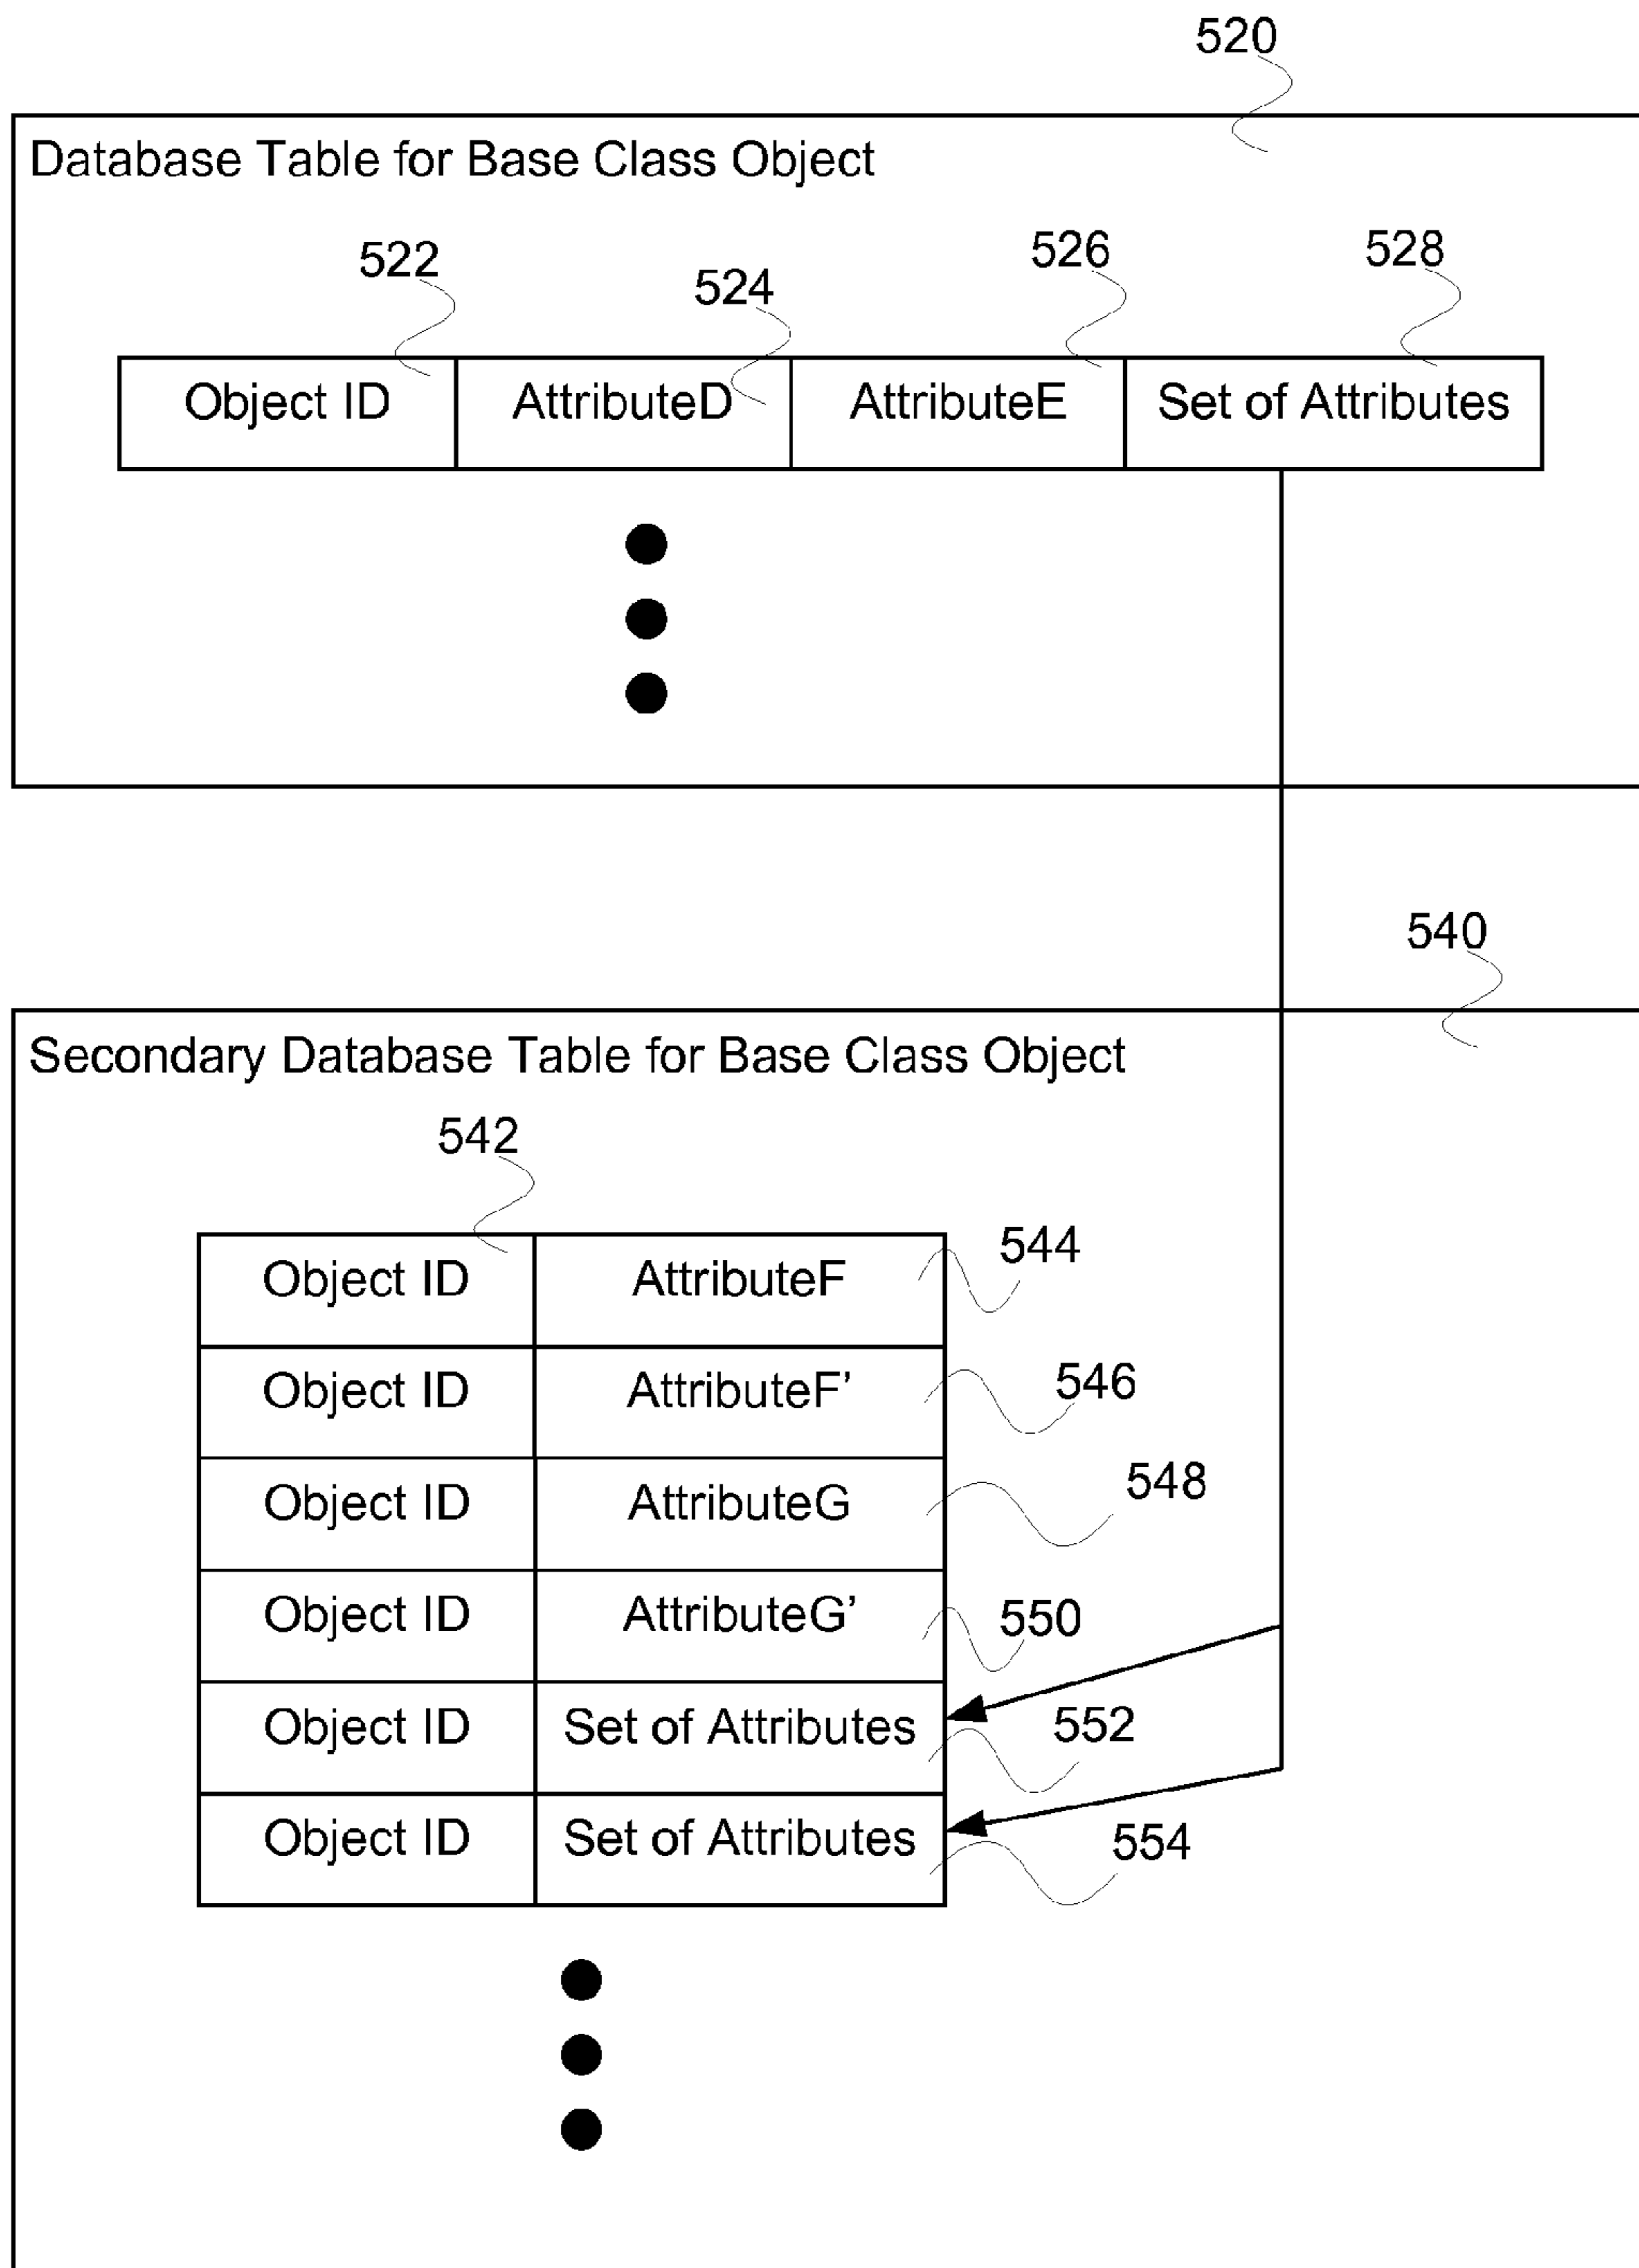 520
Database Table for Base Class Object
522
524
526
528
Object ID
AttributeD
AttributeE
Set of Attributes
540
Secondary Database Table for Base Class Object
542
Object ID
AttributeF
544
Object ID
AttributeF’
546
Object ID
AttributeG
548
Object ID
AttributeG’
550
Object ID
Set of Attributes
552
Object ID
Set of Attributes
554